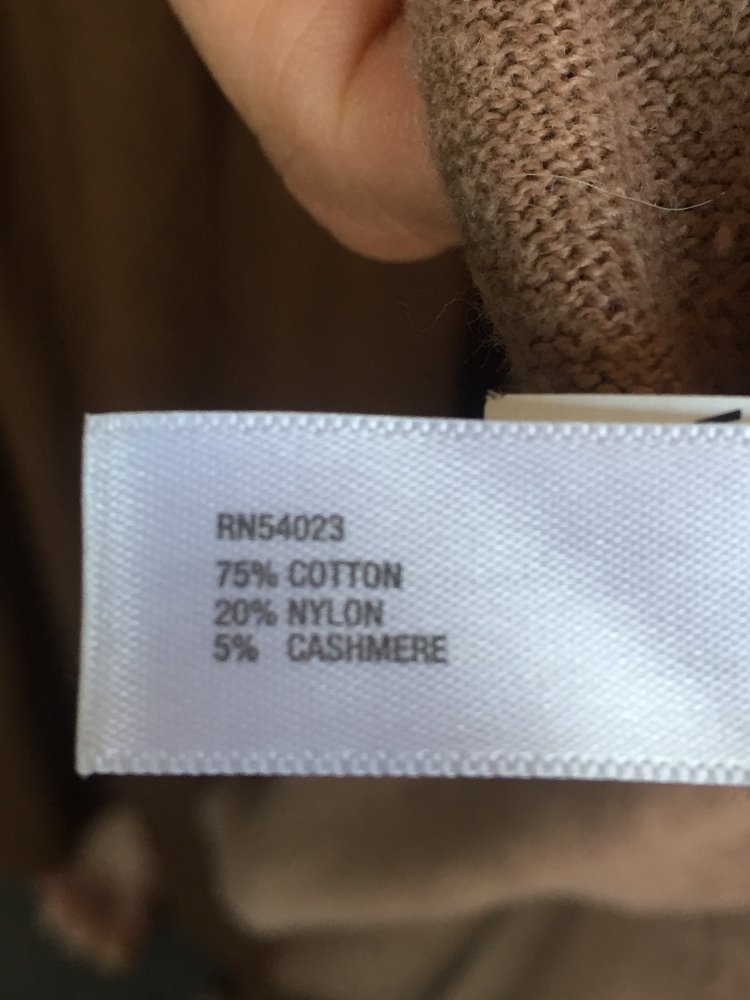 RN54023
75% COTTON
20% NYLON
5% CASHMERE